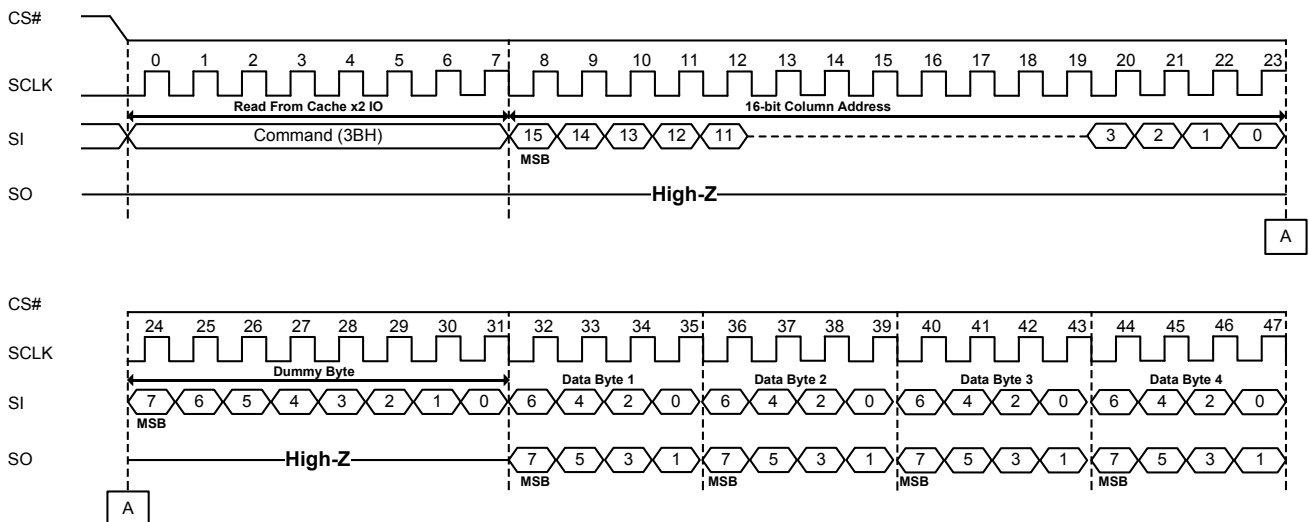 CS#
0 1 2 3 4 5 6 7 8 9 10 11 12 13 14 15 16 17 18 19 20 21 22 23
SCLK
Read From Cache x2 IO 16-bit Column Address
SI Command (3BH) 15 14 13 12 11 3 2 1 0
MSB
SO High-Z
A
CS#
24 25 26 27 28 29 30 31 32 33 34 35 36 37 38 39 40 41 42 43 44 45 46 47
SCLK
Dummy Byte Data Byte 1 Data Byte 2 Data Byte 3 Data Byte 4
SI 7 6 5 4 3 2 1 0 6 4 2 0 6 4 2 0 6 4 2 0 6 4 2 0
MSB
SO High-Z 7 5 3 1 7 5 3 1 7 5 3 1 7 5 3 1
MSB MSB MSB MSB
A